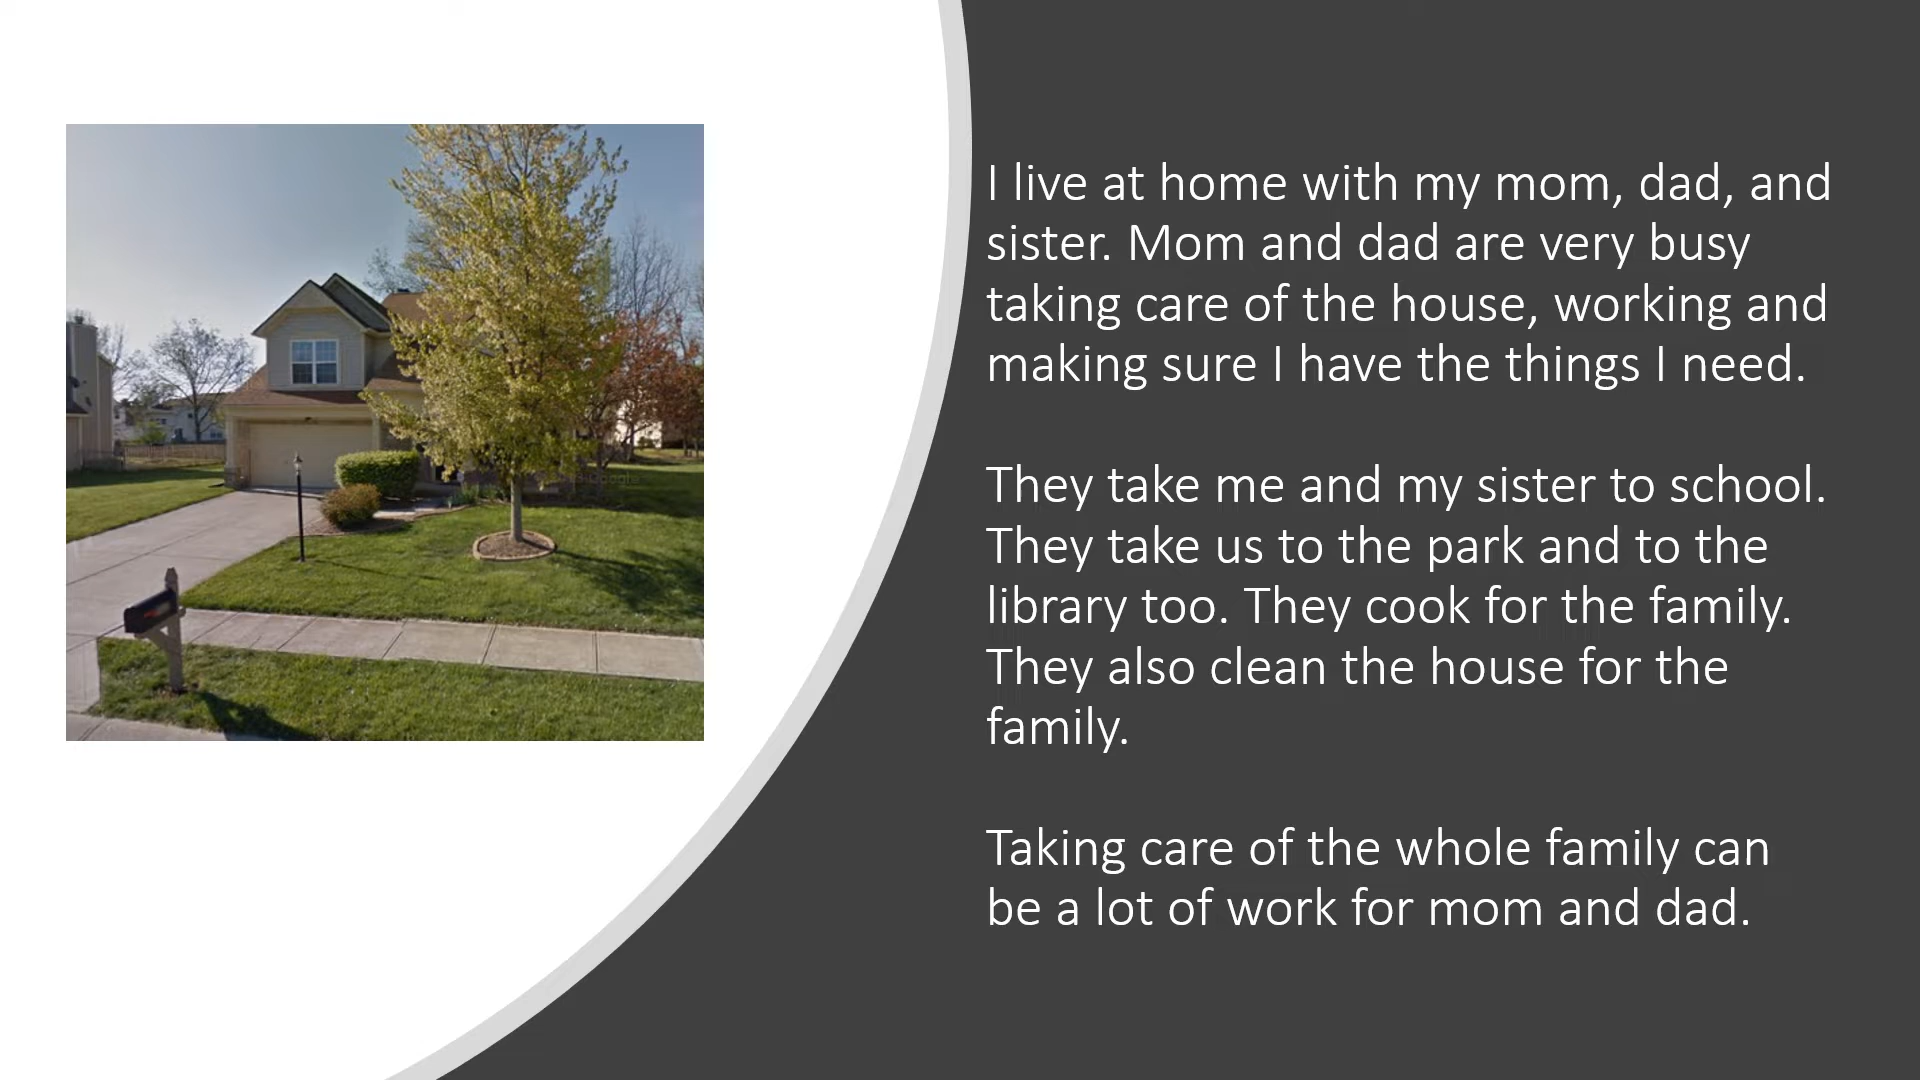 I live at home with my mom, dad, and
sister. Mom and dad are very busy
taking care of the house, working and
making sure I have the things I need.
They take me and my sister to school.
They take us to the park and to the
library too. They cook for the family.
They also clean the house for the
family.
Taking care of the whole family can
be a lot of work for mom and dad.
Google